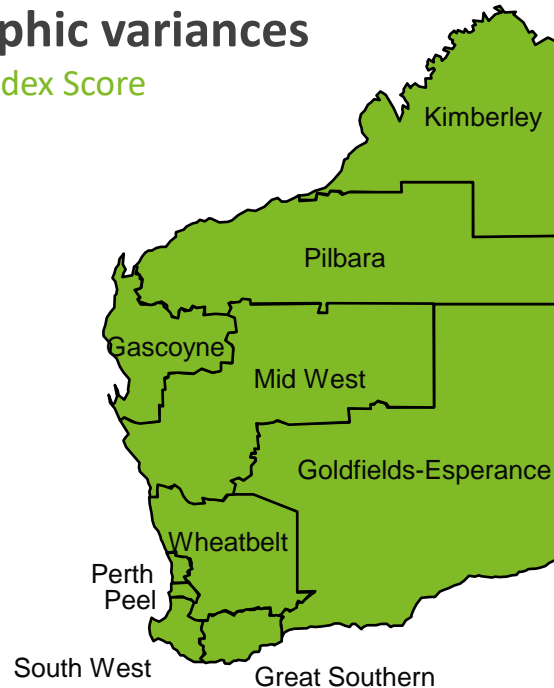 phic variances
dex Score
Kimberley
Pilbara
Gascoyne
Mid West
Goldfields-Esperance
Wheatbelt
Perth
Peel
South West
Great Southern